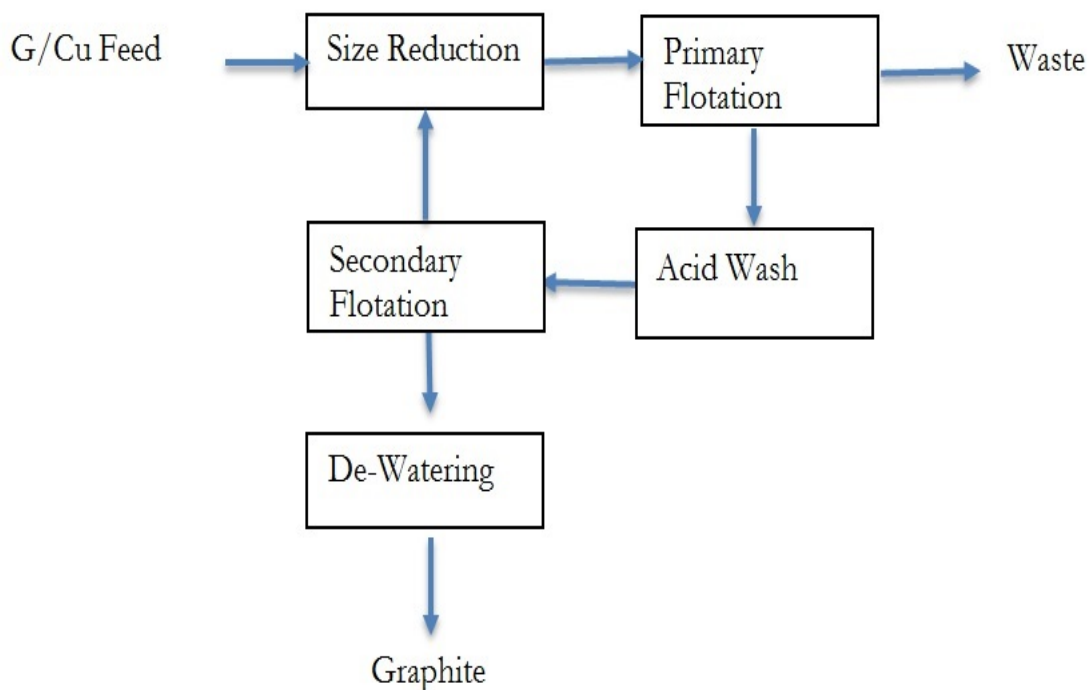 G/Cu Feed
Size Reduction
Primary
Flotation
Waste
Secondary
Flotation
Acid Wash
De-Watering
Graphite